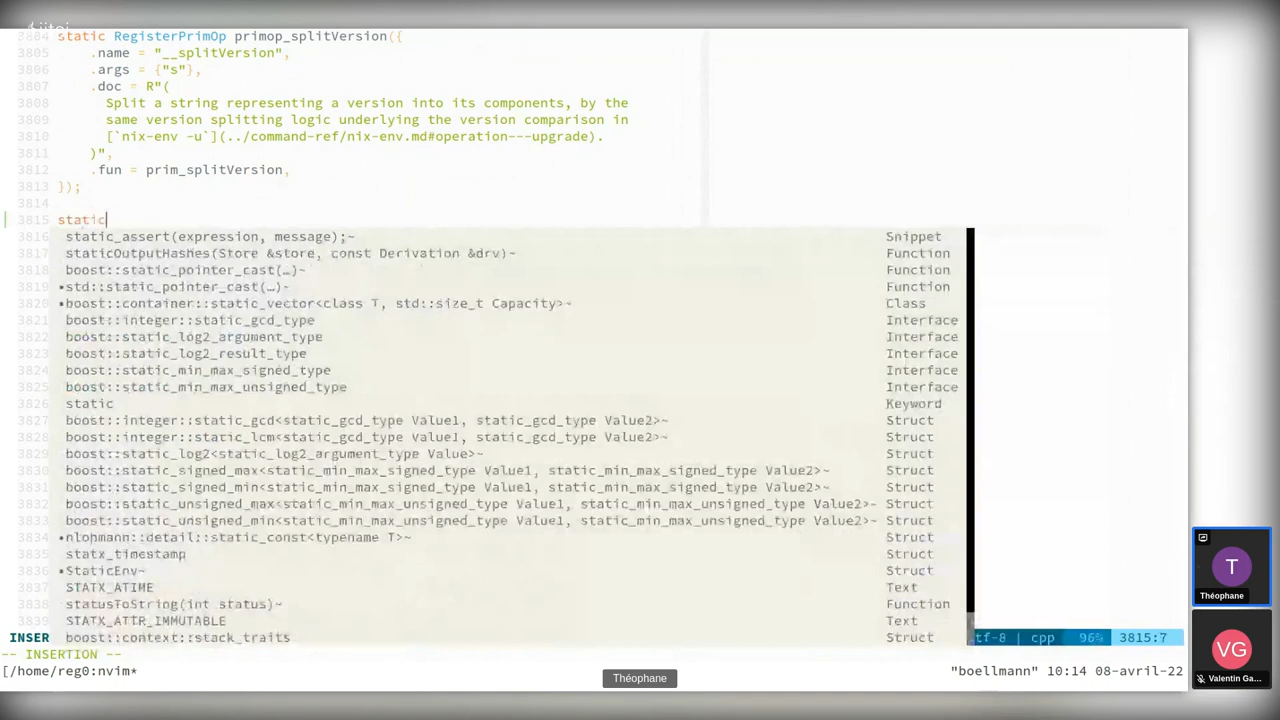 Jitsi
3804 static RegisterPrimOp primop_splitVersion({
3805     .name = "__splitVersion",
3806     .args = {"s"},
3807     .doc = R"(
3808       Split a string representing a version into its components, by the
3809       same version splitting logic underlying the version comparison in
3810       [`nix-env -u`](../command-ref/nix-env.md#operation---upgrade).
3811     )",
3812     .fun = prim_splitVersion,
3813 });
3814
3815 static
3816 static_assert(expression, message);~ Snippet
3817 staticOutputHashes(Store &store, const Derivation &drv)~ Function
3818 boost::static_pointer_cast(…)~ Function
3819 •std::static_pointer_cast(…)~ Function
3820 •boost::container::static_vector<class T, std::size_t Capacity>~ Class
3821 boost::integer::static_gcd_type Interface
3822 boost::static_log2_argument_type Interface
3823 boost::static_log2_result_type Interface
3824 boost::static_min_max_signed_type Interface
3825 boost::static_min_max_unsigned_type Interface
3826 static Keyword
3827 boost::integer::static_gcd<static_gcd_type Value1, static_gcd_type Value2>~ Struct
3828 boost::integer::static_lcm<static_gcd_type Value1, static_gcd_type Value2>~ Struct
3829 boost::static_log2<static_log2_argument_type Value>~ Struct
3830 boost::static_signed_max<static_min_max_signed_type Value1, static_min_max_signed_type Value2>~ Struct
3831 boost::static_signed_min<static_min_max_signed_type Value1, static_min_max_signed_type Value2>~ Struct
3832 boost::static_unsigned_max<static_min_max_unsigned_type Value1, static_min_max_unsigned_type Value2>~ Struct
3833 boost::static_unsigned_min<static_min_max_unsigned_type Value1, static_min_max_unsigned_type Value2>~ Struct
3834 •nlohmann::detail::static_const<typename T>~ Struct
3835 statx_timestamp Struct
3836 •StaticEnv~ Struct
3837 STATX_ATIME Text
3838 statusToString(int status)~ Function
3839 STATX_ATTR_IMMUTABLE Text
INSER boost::context::stack_traits Struct tf-8 | cpp 96% 3815:7
-- INSERTION --
[/home/reg0:nvim* "boellmann" 10:14 08-avril-22
Théophane
T
Théophane
VG
Valentin Ga...